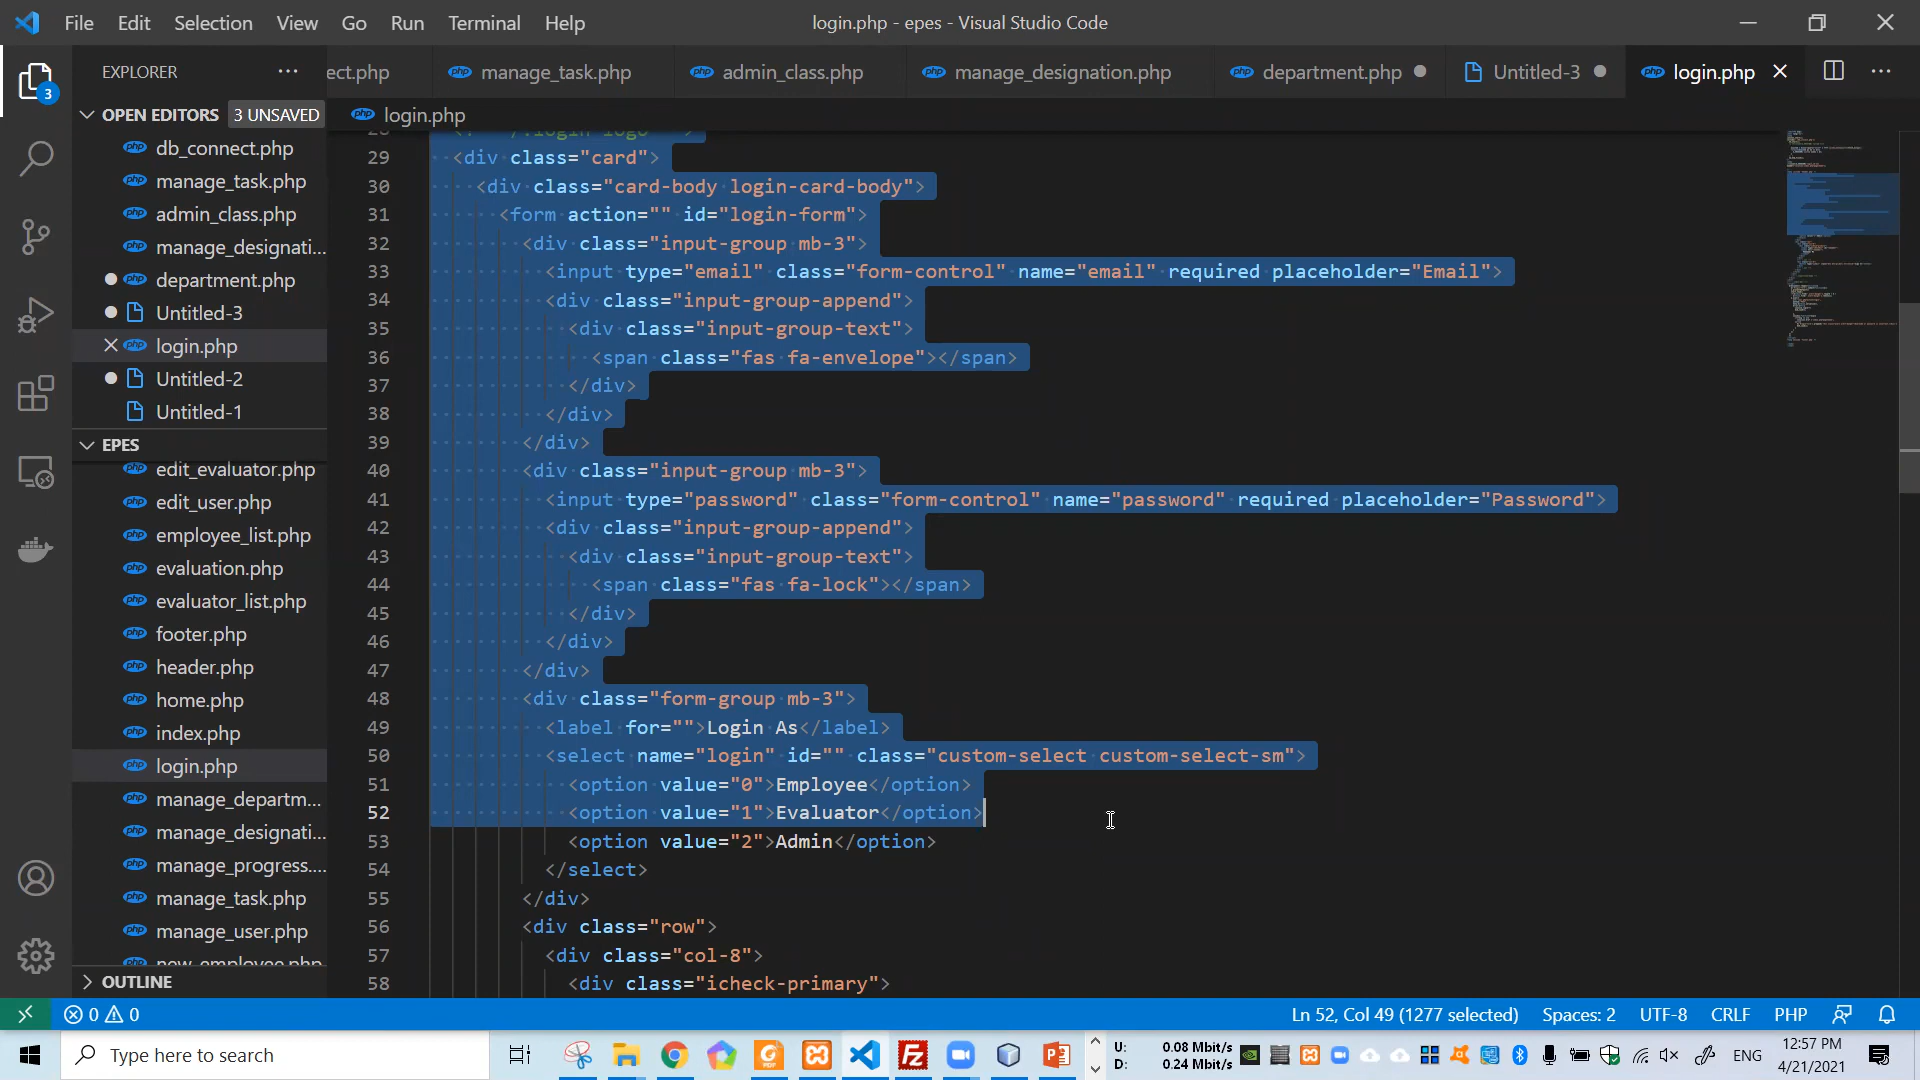 File Edit Selection View Go Run Terminal Help
login.php - epes - Visual Studio Code
EXPLORER
ect.php
manage_task.php
admin_class.php
manage_designation.php
department.php
Untitled-3
login.php
OPEN EDITORS 3 UNSAVED
login.php
3
db_connect.php
manage_task.php
admin_class.php
manage_designati...
department.php
Untitled-3
login.php
Untitled-2
Untitled-1
EPES
edit_evaluator.php
edit_user.php
employee_list.php
evaluation.php
evaluator_list.php
footer.php
header.php
home.php
index.php
login.php
manage_departm...
manage_designati...
manage_progress....
manage_task.php
manage_user.php
new_employee.php
OUTLINE
28 <!-- /.login-logo -->
29 <div class="card">
30 <div class="card-body login-card-body">
31 <form action="" id="login-form">
32 <div class="input-group mb-3">
33 <input type="email" class="form-control" name="email" required placeholder="Email">
34 <div class="input-group-append">
35 <div class="input-group-text">
36 <span class="fas fa-envelope"></span>
37 </div>
38 </div>
39 </div>
40 <div class="input-group mb-3">
41 <input type="password" class="form-control" name="password" required placeholder="Password">
42 <div class="input-group-append">
43 <div class="input-group-text">
44 <span class="fas fa-lock"></span>
45 </div>
46 </div>
47 </div>
48 <div class="form-group mb-3">
49 <label for="">Login As</label>
50 <select name="login" id="" class="custom-select custom-select-sm">
51 <option value="0">Employee</option>
52 <option value="1">Evaluator</option>
53 <option value="2">Admin</option>
54 </select>
55 </div>
56 <div class="row">
57 <div class="col-8">
58 <div class="icheck-primary">
0 0
Ln 52, Col 49 (1277 selected) Spaces: 2 UTF-8 CRLF PHP
Type here to search
U: 0.08 Mbit/s
D: 0.24 Mbit/s
ENG
12:57 PM
4/21/2021